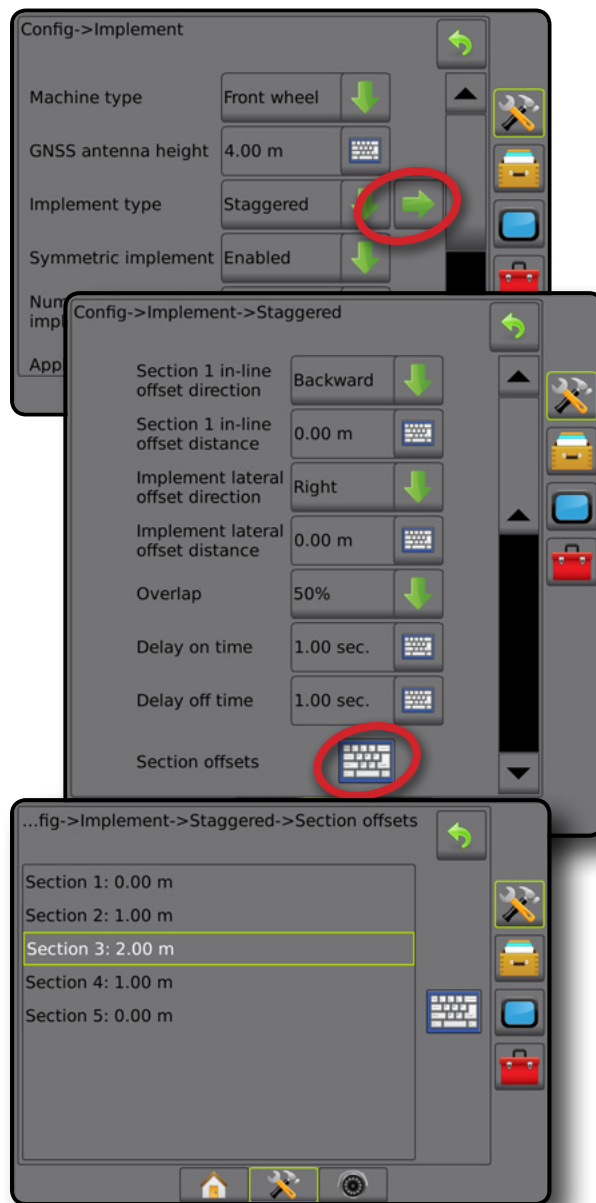 Config->Implement
Machine type Front wheel
GNSS antenna height 4.00 m
Implement type Staggered
Symmetric implement Enabled
Config->Implement->Staggered
Section 1 in-line
offset direction Backward
Section 1 in-line
offset distance 0.00 m
Implement lateral
offset direction Right
Implement lateral
offset distance 0.00 m
Overlap 50%
Delay on time 1.00 sec.
Delay off time 1.00 sec.
Section offsets
...fig->Implement->Staggered->Section offsets
Section 1: 0.00 m
Section 2: 1.00 m
Section 3: 2.00 m
Section 4: 1.00 m
Section 5: 0.00 m